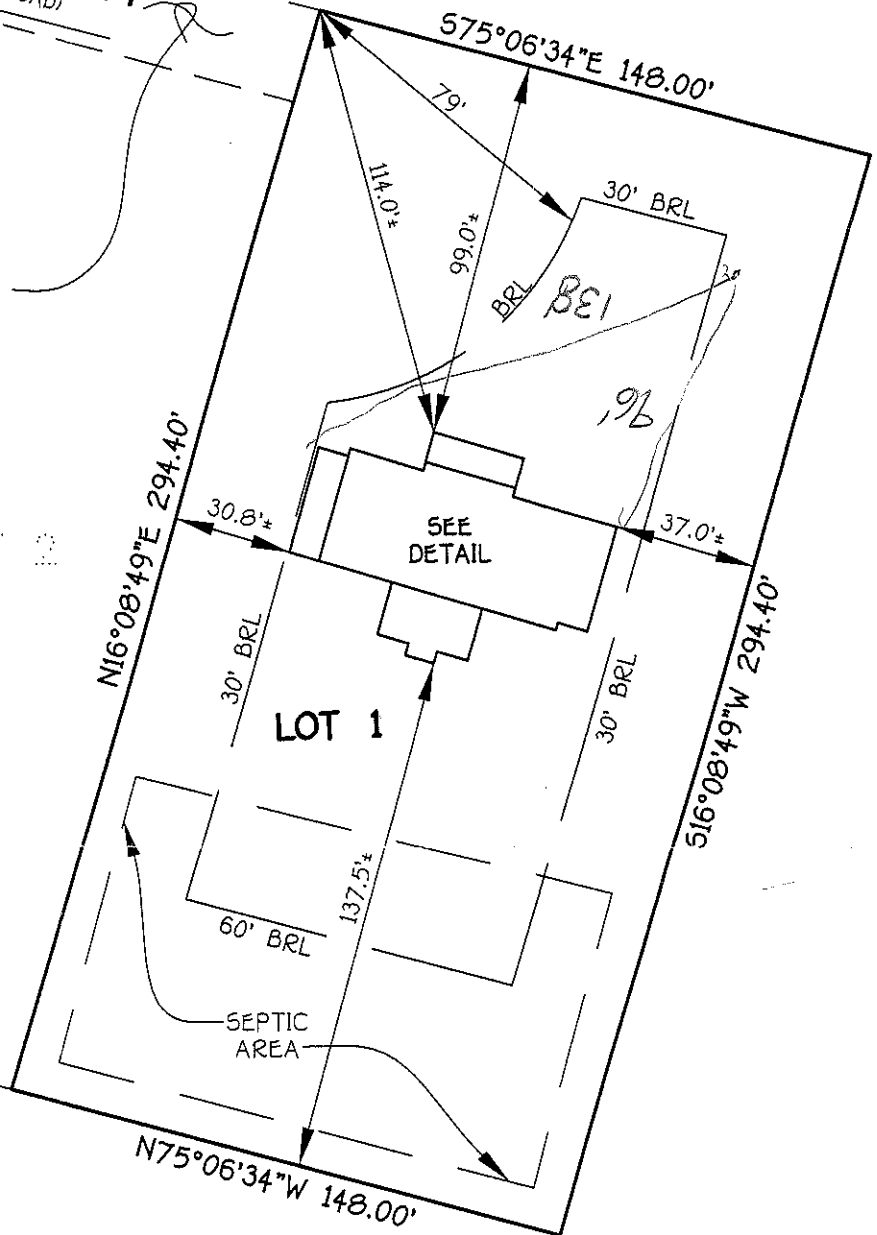 S75°06'34"E 148.00'
79'
114.0'±
99.0'±
30' BRL
BRL
138
30
96'
N16°08'49"E 294.40'
30.8'±
SEE
DETAIL
37.0'±
30' BRL
LOT 1
30' BRL
S16°08'49"W 294.40'
137.5'±
60' BRL
SEPTIC
AREA
N75°06'34"W 148.00'